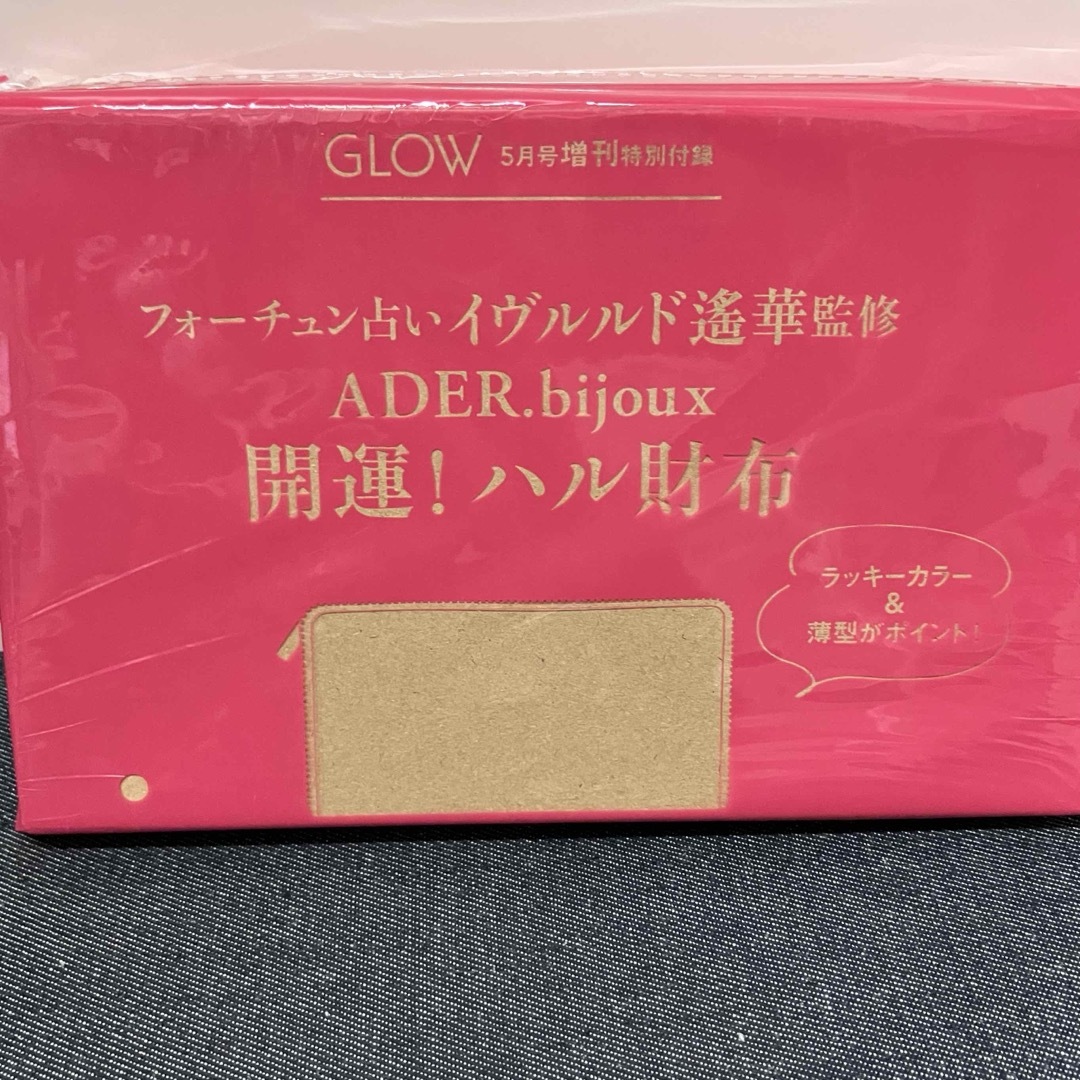 GLOW 5月号増刊特別付録
フォーチュン占いイヴルルド遙華監修
ADER.bijoux
開運!ハル財布
ラッキーカラー
&
薄型がポイント!